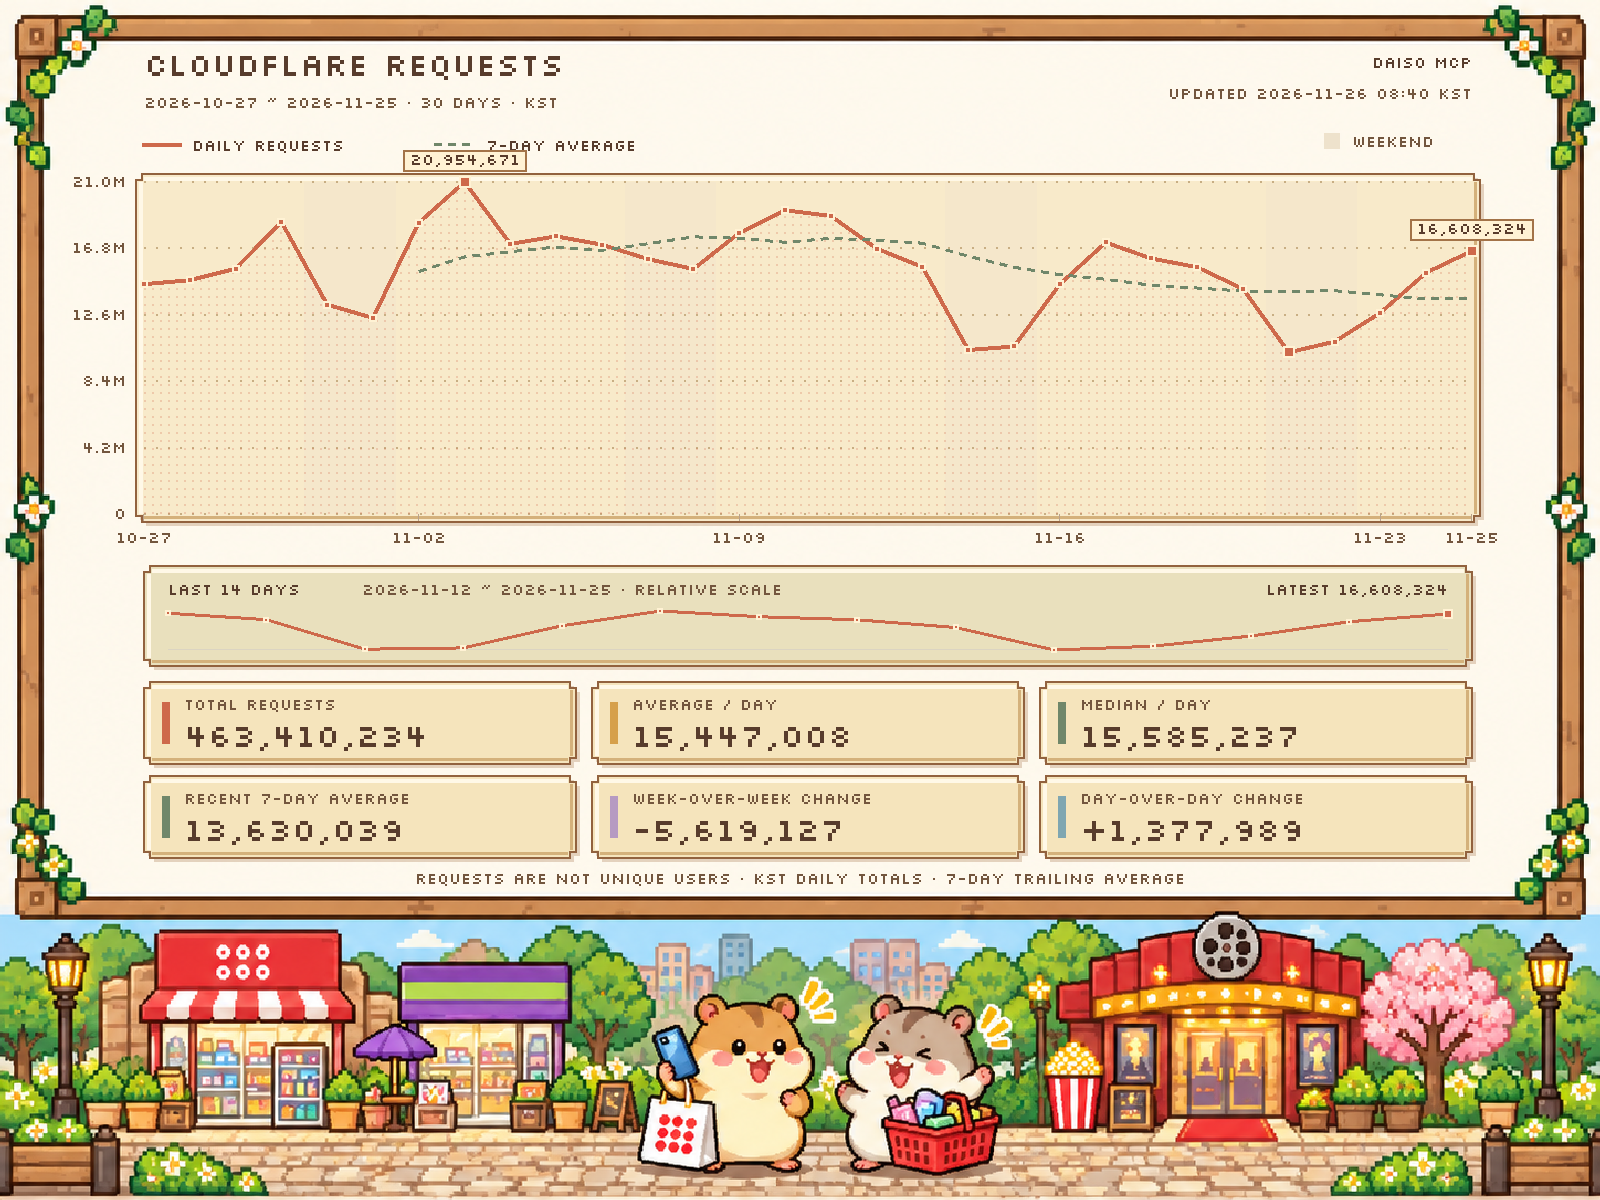 CLOUDFLARE REQUESTS
DAISO MCP
2026-10-27 ~ 2026-11-25 · 30 DAYS · KST
UPDATED 2026-11-26 08:40 KST
DAILY REQUESTS
7-DAY AVERAGE
WEEKEND
20,954,671
16,608,324
21.0M
16.8M
12.6M
8.4M
4.2M
0
10-27
11-02
11-09
11-16
11-23
11-25
LAST 14 DAYS
2026-11-12 ~ 2026-11-25 · RELATIVE SCALE
LATEST 16,608,324
TOTAL REQUESTS
463,410,234
AVERAGE / DAY
15,447,008
MEDIAN / DAY
15,585,237
RECENT 7-DAY AVERAGE
13,630,039
WEEK-OVER-WEEK CHANGE
-5,619,127
DAY-OVER-DAY CHANGE
+1,377,989
REQUESTS ARE NOT UNIQUE USERS · KST DAILY TOTALS · 7-DAY TRAILING AVERAGE